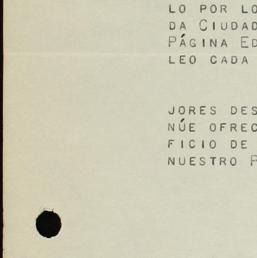 LO POR LO
DA CIUDAD
PÁGINA ED
LEO CADA
JORES DES
NÚE OFREC
FICIO DE
NUESTRO P